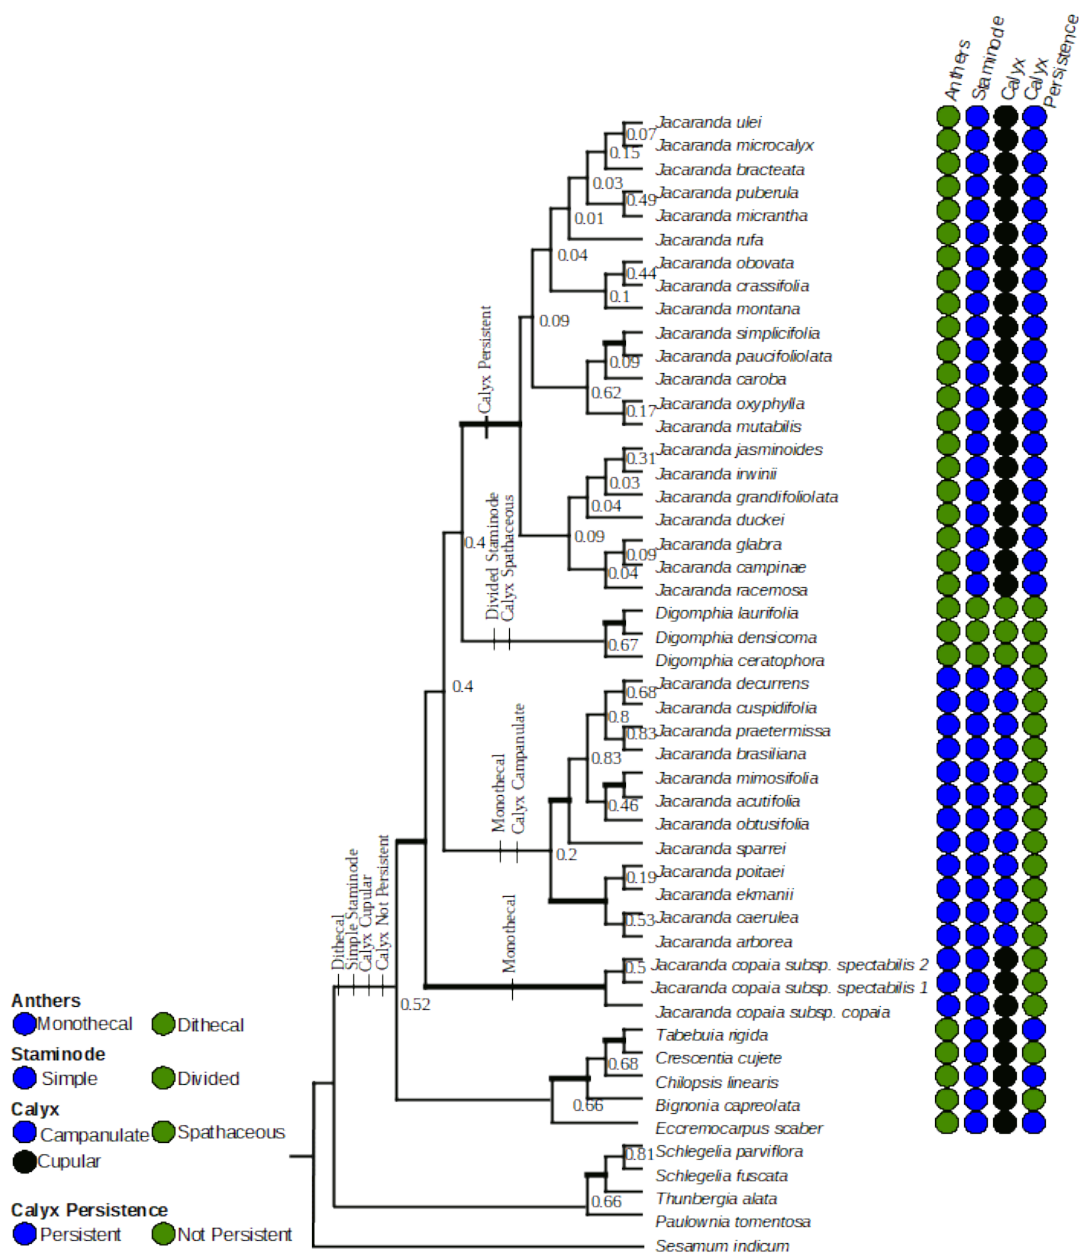 Anthers
Staminode
Calyx
Calyx
Persistence
Jacaranda ulei
0.07
Jacaranda microcalyx
0.15
Jacaranda bracteata
0.03
Jacaranda puberula
0.49
Jacaranda micrantha
0.01
Jacaranda rufa
0.04
Jacaranda obovata
0.44
Jacaranda crassifolia
0.1
Jacaranda montana
0.09
Jacaranda simplicifolia
Jacaranda paucifoliolata
0.09
Jacaranda caroba
0.62
Jacaranda oxyphylla
0.17
Jacaranda mutabilis
Calyx Persistent
Jacaranda jasminoides
0.31
Jacaranda irwinii
0.03
Jacaranda grandifoliolata
0.04
Jacaranda duckei
0.09
Jacaranda glabra
0.09
Jacaranda campinae
0.04
Jacaranda racemosa
0.4
Divided Staminode
Calyx Spathaceous
Digomphia laurifolia
Digomphia densicoma
0.67
Digomphia ceratophora
0.4
Jacaranda decurrens
0.68
Jacaranda cuspidifolia
0.8
Jacaranda praetermissa
0.83
Jacaranda brasiliana
0.83
Jacaranda mimosifolia
Jacaranda acutifolia
0.46
Jacaranda obtusifolia
Jacaranda sparrei
Monothecal
Calyx Campanulate
0.2
Jacaranda poitaei
0.19
Jacaranda ekmanii
Jacaranda caerulea
0.53
Jacaranda arborea
Dithecal
Simple Staminode
Calyx Cupular
Calyx Not Persistent
Monothecal
Jacaranda copaia subsp. spectabilis 2
0.5
Jacaranda copaia subsp. spectabilis 1
Jacaranda copaia subsp. copaia
0.52
Tabebuia rigida
Crescentia cujete
0.68
Chilopsis linearis
0.66
Bignonia capreolata
Eccremocarpus scaber
Schlegelia parviflora
0.81
Schlegelia fuscata
Thunbergia alata
0.66
Paulownia tomentosa
Sesamum indicum
Anthers
Monothecal Dithecal
Staminode
Simple Divided
Calyx
Campanulate Spathaceous
Cupular
Calyx Persistence
Persistent Not Persistent